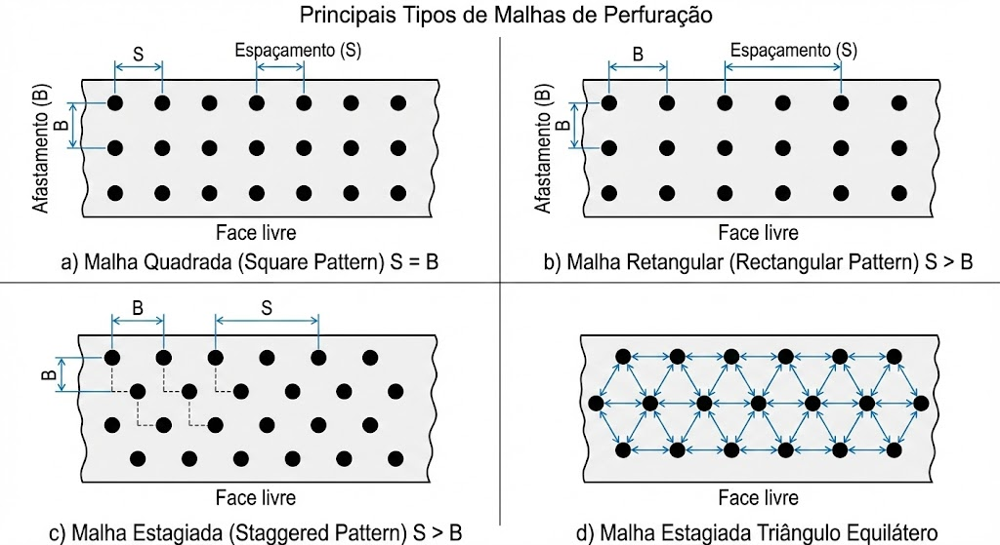 Principais Tipos de Malhas de Perfuração
S
Espaçamento (S)
Afastamento (B)
B
Face livre
a) Malha Quadrada (Square Pattern) S = B
B
Espaçamento (S)
Afastamento (B)
B
Face livre
b) Malha Retangular (Rectangular Pattern) S > B
B
S
B
Face livre
c) Malha Estagiada (Staggered Pattern) S > B
Face livre
d) Malha Estagiada Triângulo Equilátero